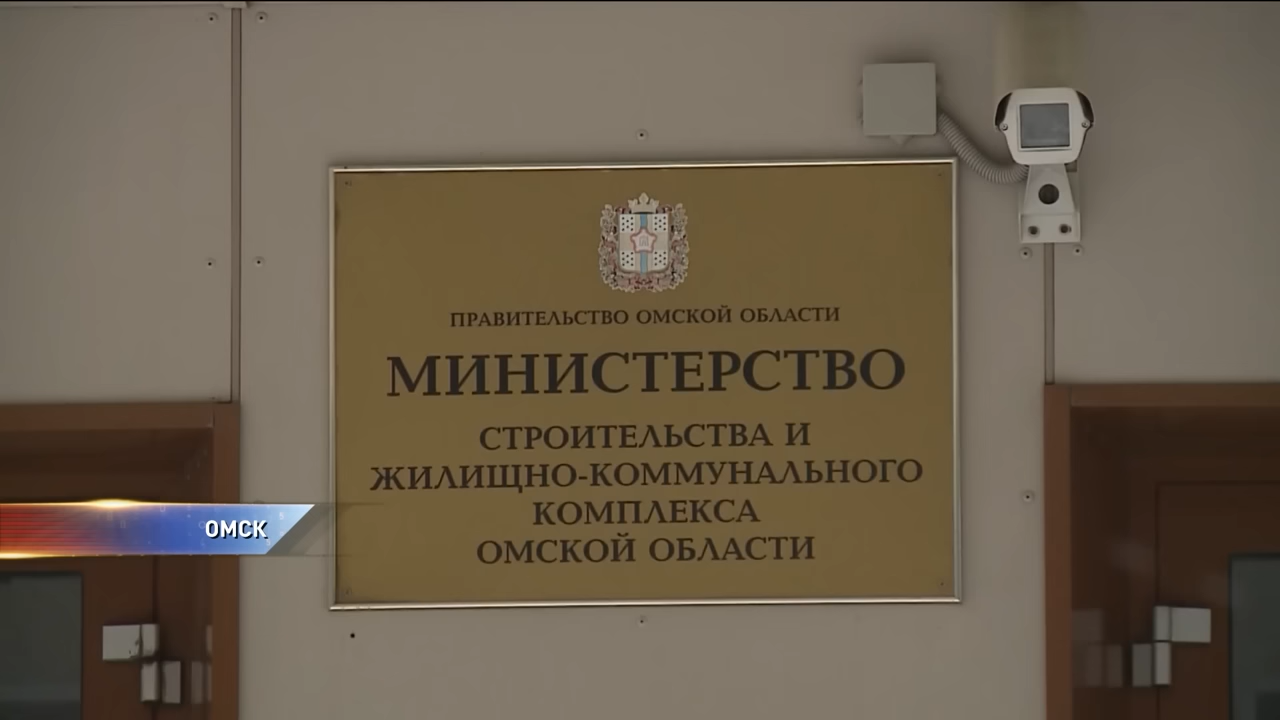 ПРАВИТЕЛЬСТВО ОМСКОЙ ОБЛАСТИ
МИНИСТЕРСТВО
СТРОИТЕЛЬСТВА И
ЖИЛИЩНО-КОММУНАЛЬНОГО
КОМПЛЕКСА
ОМСКОЙ ОБЛАСТИ
ОМСК